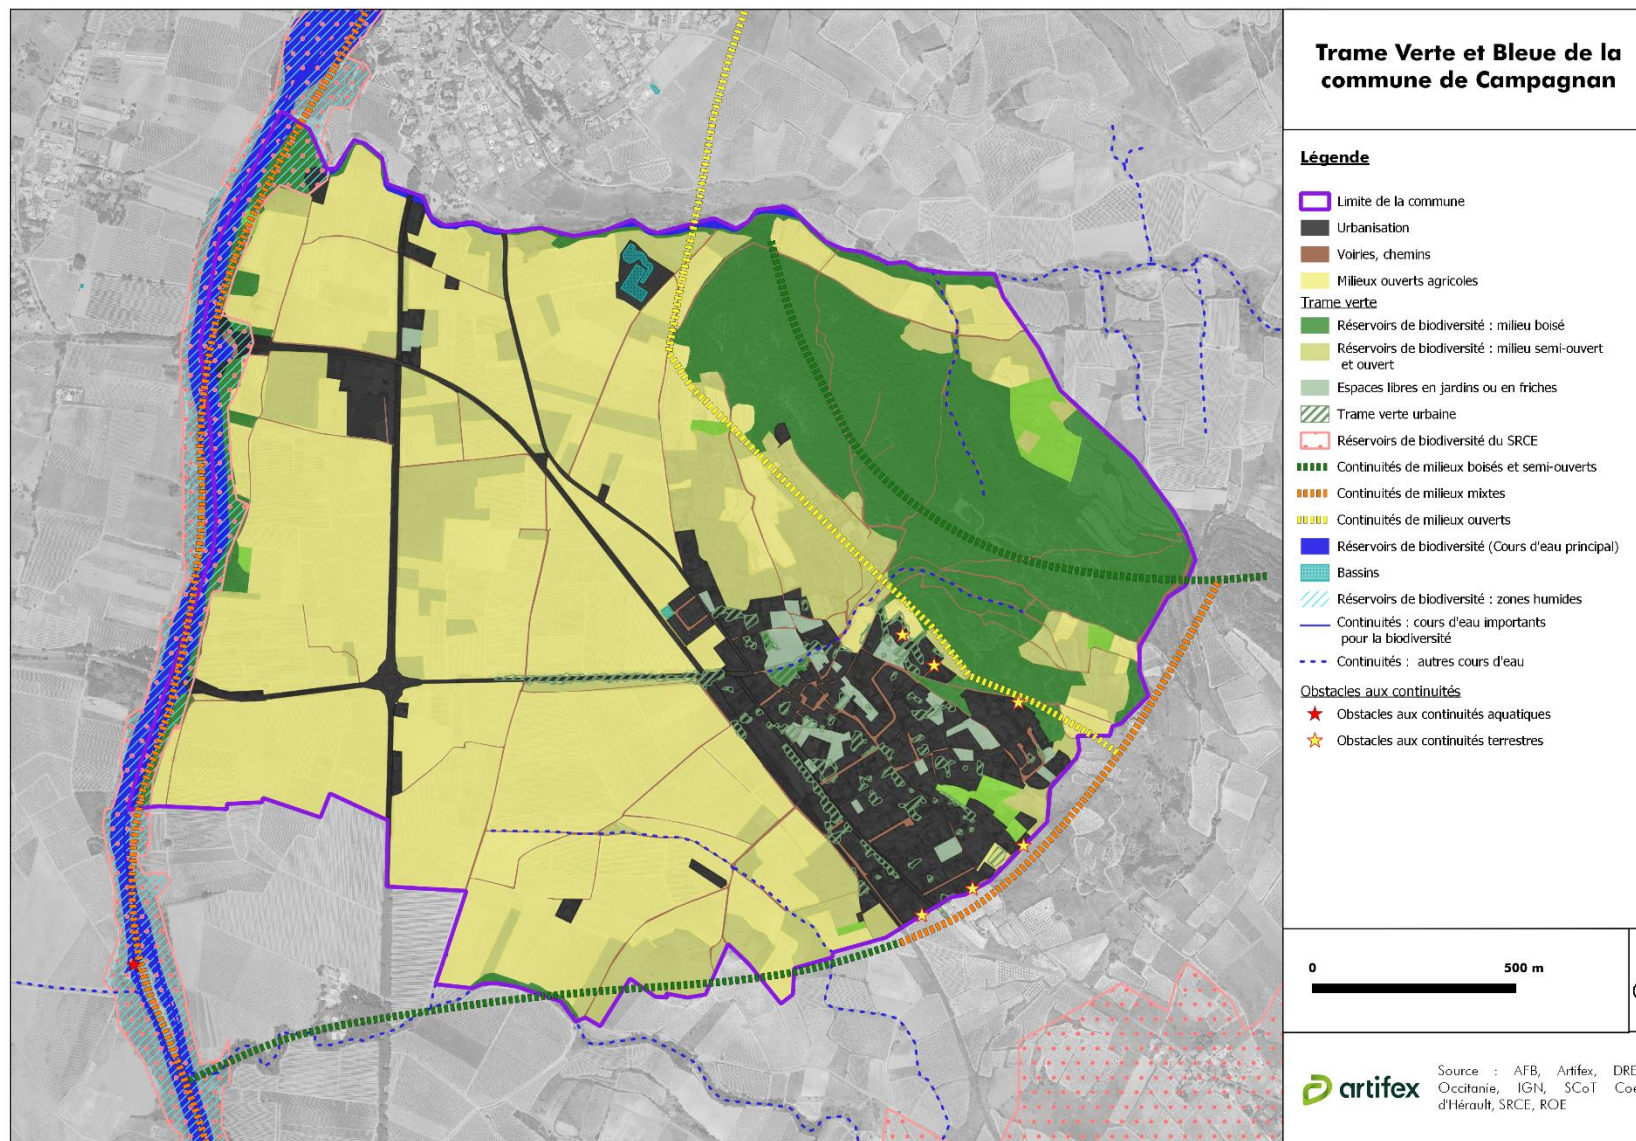 Trame Verte et Bleue de la
commune de Campagnan
Légende
Limite de la commune
Urbanisation
Voiries, chemins
Milieux ouverts agricoles
Trame verte
Réservoirs de biodiversité : milieu boisé
Réservoirs de biodiversité : milieu semi-ouvert
et ouvert
Espaces libres en jardins ou en friches
Trame verte urbaine
Réservoirs de biodiversité du SRCE
Continuités de milieux boisés et semi-ouverts
Continuités de milieux mixtes
Continuités de milieux ouverts
Réservoirs de biodiversité (Cours d'eau principal)
Bassins
Réservoirs de biodiversité : zones humides
Continuités : cours d'eau importants
pour la biodiversité
Continuités : autres cours d'eau
Obstacles aux continuités
Obstacles aux continuités aquatiques
Obstacles aux continuités terrestres
0 500 m
artifex
Source : AFB, Artifex,
Occitanie, IGN, SCoT
d'Hérault, SRCE, ROE